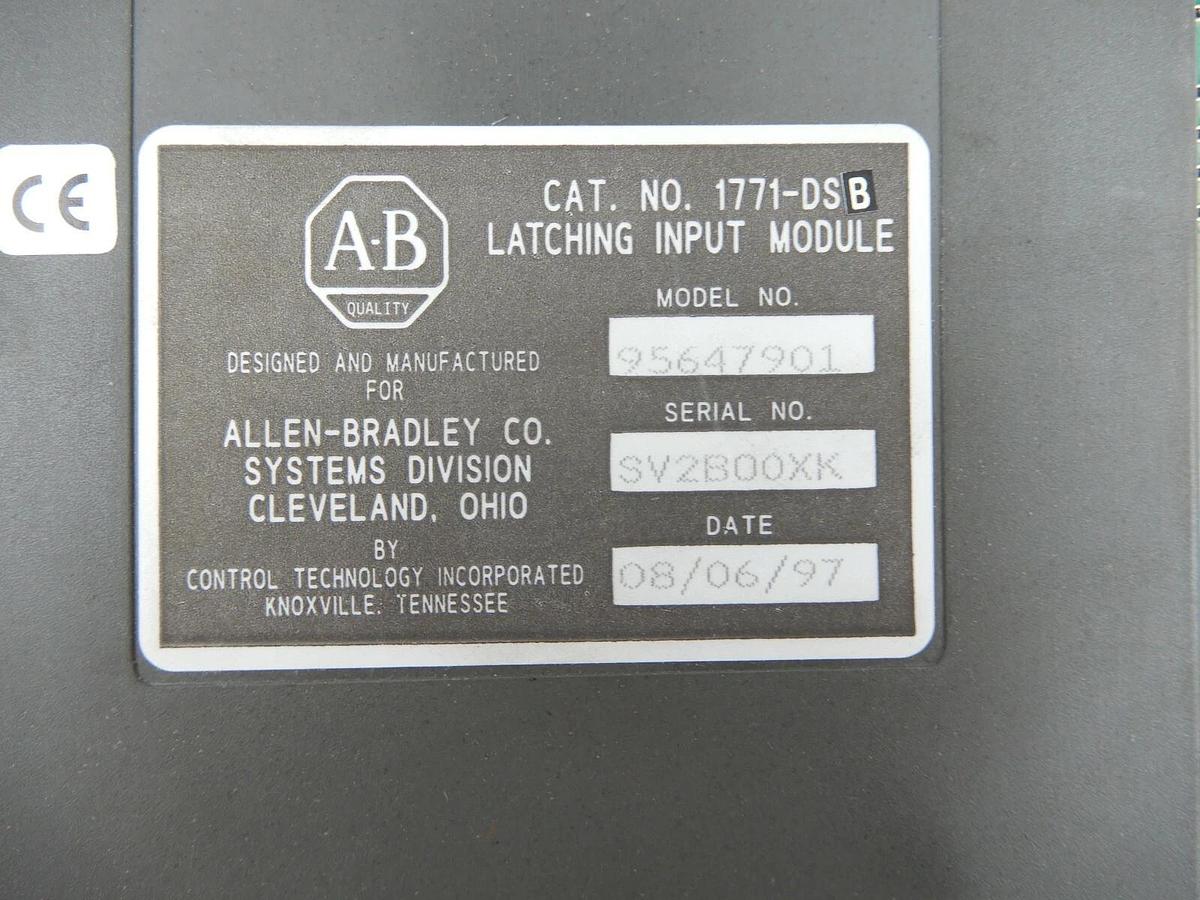 CE
A·B
QUALITY
CAT. NO. 1771-DSB
LATCHING INPUT MODULE
MODEL NO.
95647901
SERIAL NO.
SV2B00XK
DATE
08/06/97
DESIGNED AND MANUFACTURED
FOR
ALLEN-BRADLEY CO.
SYSTEMS DIVISION
CLEVELAND, OHIO
BY
CONTROL TECHNOLOGY INCORPORATED
KNOXVILLE, TENNESSEE